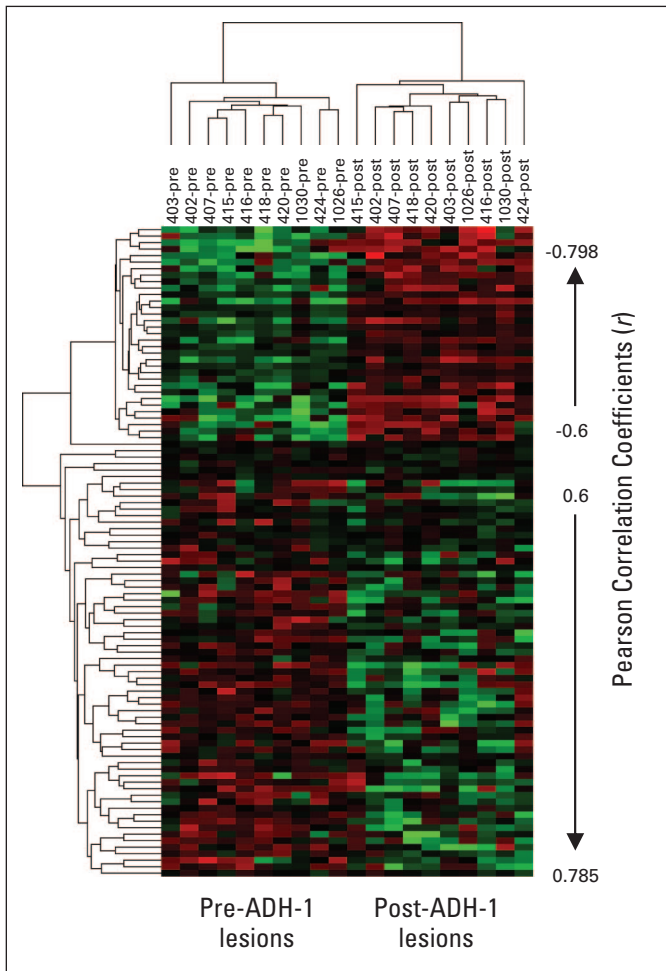 403-pre
402-pre
407-pre
415-pre
416-pre
418-pre
420-pre
1030-pre
424-pre
1026-pre
415-post
402-post
407-post
418-post
420-post
403-post
1026-post
416-post
1030-post
424-post
-0.798
-0.6
0.6
0.785
Pearson Correlation Coefficients (r)
Pre-ADH-1
lesions
Post-ADH-1
lesions